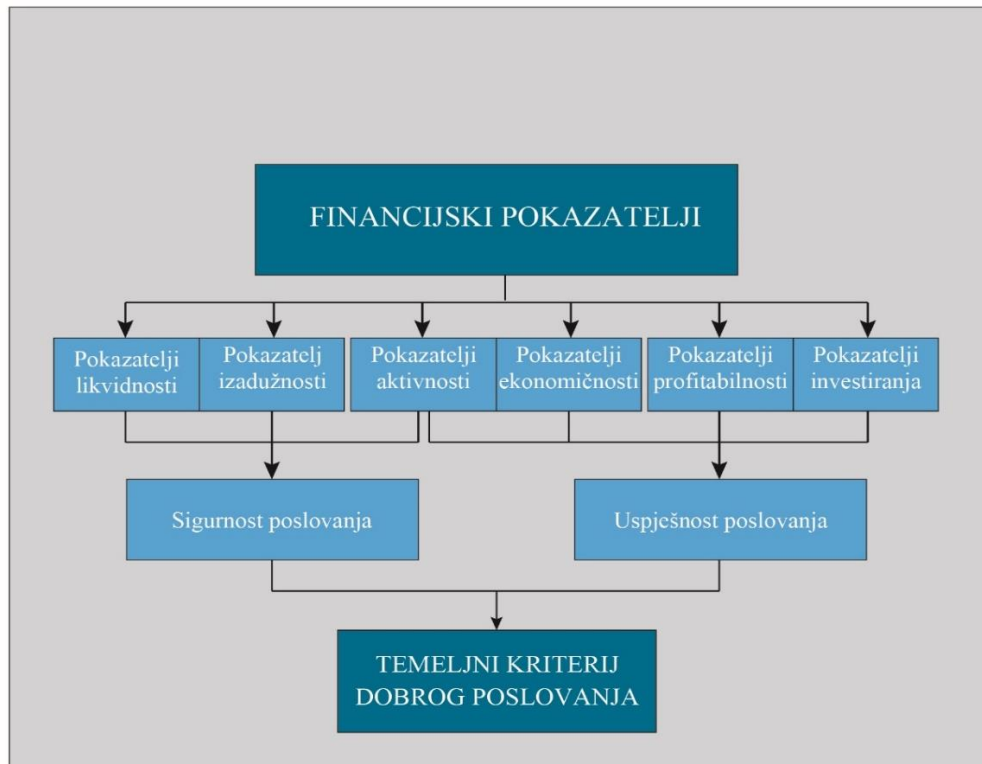 FINANCIJSKI POKAZATELJI
Pokazatelji
likvidnosti
Pokazatelj
izadužnosti
Pokazatelji
aktivnosti
Pokazatelji
ekonomičnosti
Pokazatelji
profitabilnosti
Pokazatelji
investiranja
Sigurnost poslovanja
Uspješnost poslovanja
TEMELJNI KRITERIJ
DOBROG POSLOVANJA